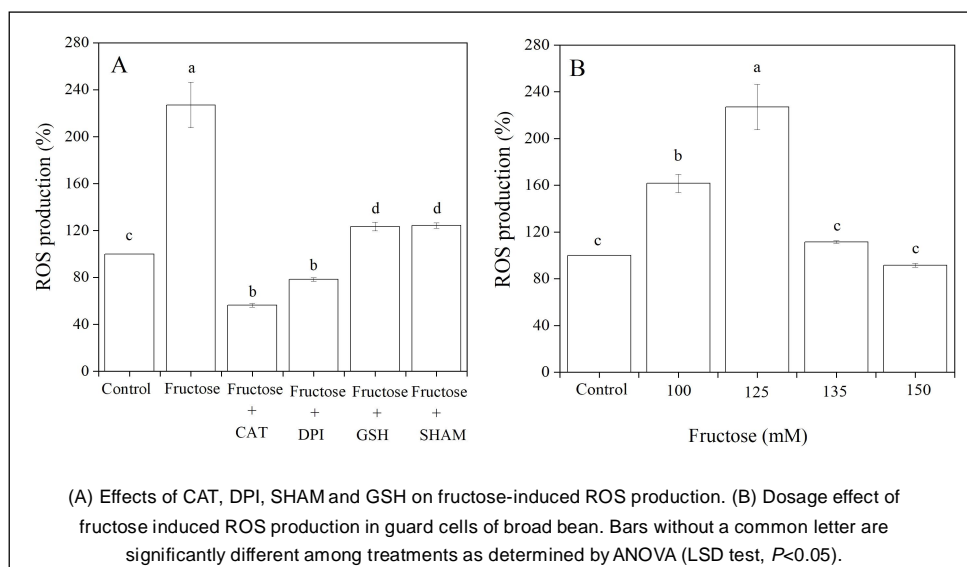 A
ROS production (%)
280
240
200
160
120
80
40
0
a
b
b
c
d
d
Control
Fructose
Fructose
+
CAT
Fructose
+
DPI
Fructose
+
GSH
Fructose
+
SHAM
B
ROS production (%)
280
240
200
160
120
80
40
0
c
b
a
c
c
Control
100
125
135
150
Fructose (mM)
(A) Effects of CAT, DPI, SHAM and GSH on fructose-induced ROS production. (B) Dosage effect of
fructose induced ROS production in guard cells of broad bean. Bars without a common letter are
significantly different among treatments as determined by ANOVA (LSD test, P<0.05).